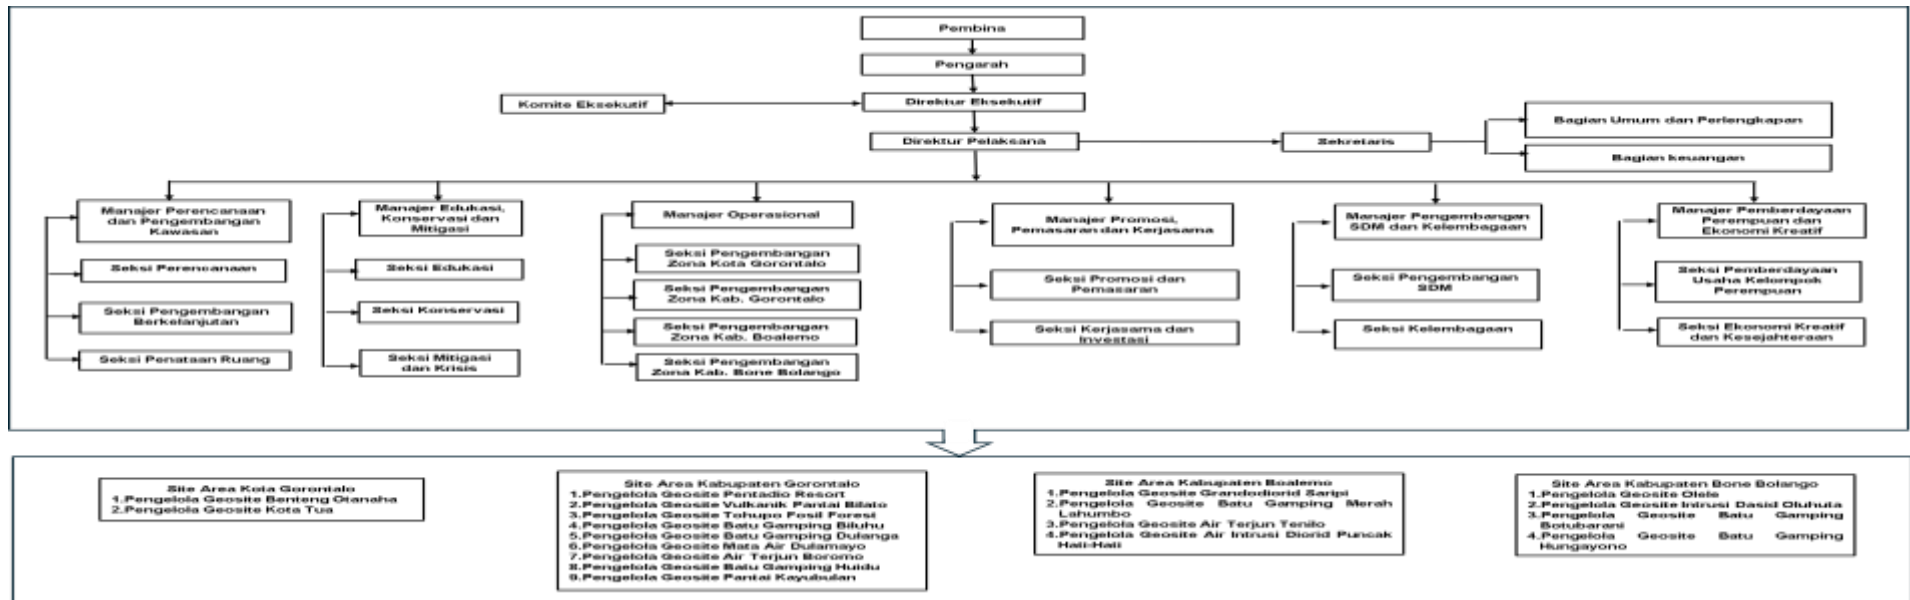 Pembina
Pengarah
Komite Eksekutif
Direktur Eksekutif
Direktur Pelaksana
Sekretaris
Bagian Umum dan Perlengkapan
Bagian keuangan
Manajer Perencanaan
dan Pengembangan
Kawasan
Seksi Perencanaan
Seksi Pengembangan
Berkelanjutan
Seksi Penataan Ruang
Manajer Edukasi,
Konservasi dan
Mitigasi
Seksi Edukasi
Seksi Konservasi
Seksi Mitigasi
dan Krisis
Manajer Operasional
Seksi Pengembangan
Zona Kota Gorontalo
Seksi Pengembangan
Zona Kab. Gorontalo
Seksi Pengembangan
Zona Kab. Boalemo
Seksi Pengembangan
Zona Kab. Bone Bolango
Manajer Promosi,
Pemasaran dan Kerjasama
Seksi Promosi dan
Pemasaran
Seksi Kerjasama dan
Investasi
Manajer Pengembangan
SDM dan Kelembagaan
Seksi Pengembangan
SDM
Seksi Kelembagaan
Manajer Pemberdayaan
Perempuan dan
Ekonomi Kreatif
Seksi Pemberdayaan
Usaha Kelompok
Perempuan
Seksi Ekonomi Kreatif
dan Kesejahteraan
Site Area Kota Gorontalo
1.Pengelola Geosite Benteng Otanaha
2.Pengelola Geosite Kota Tua
Site Area Kabupaten Gorontalo
1.Pengelola Geosite Pentadio Resort
2.Pengelola Geosite Vulkanik Pantai Bilato
3.Pengelola Geosite Tohupo Fosil Forest
4.Pengelola Geosite Batu Gamping Biluhu
5.Pengelola Geosite Batu Gamping Dulanga
6.Pengelola Geosite Mata Air Dulamayo
7.Pengelola Geosite Air Terjun Boromo
8.Pengelola Geosite Batu Gamping Huidu
9.Pengelola Geosite Pantai Kayubulan
Site Area Kabupaten Boalemo
1.Pengelola Geosite Grandodiorid Saripi
2.Pengelola Geosite Batu Gamping Merah
Lahumbo
3.Pengelola Geosite Air Terjun Tenilo
4.Pengelola Geosite Air Intrusi Diorid Puncak
Hali-Hali
Site Area Kabupaten Bone Bolango
1.Pengelola Geosite Olele
2.Pengelola Geosite Intrusi Dasid Oluhuta
3.Pengelola Geosite Batu Gamping
Botubarani
4.Pengelola Geosite Batu Gamping
Hungayono